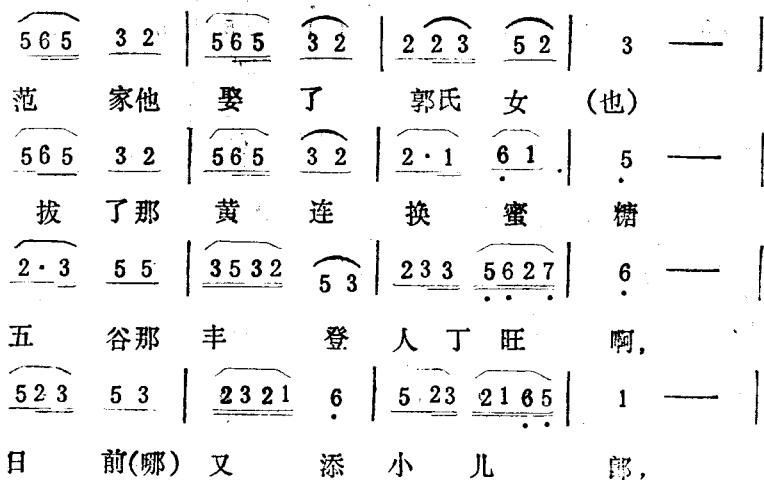 565 32 | 565 32 | 2 23 52 | 3 — |
范 家他 娶 了 郭氏 女 (也)
565 32 | 565 32 | 2·1 61 | 5 — |
拔 了那 黄 连 换 蜜 糖
2·3 55 | 3532 53 | 233 5627 | 6 — |
五 谷那 丰 登 人 丁 旺 啊,
523 53 | 2321 6 | 5 23 2165 | 1 — |
日 前(哪) 又 添 小 儿 郎,